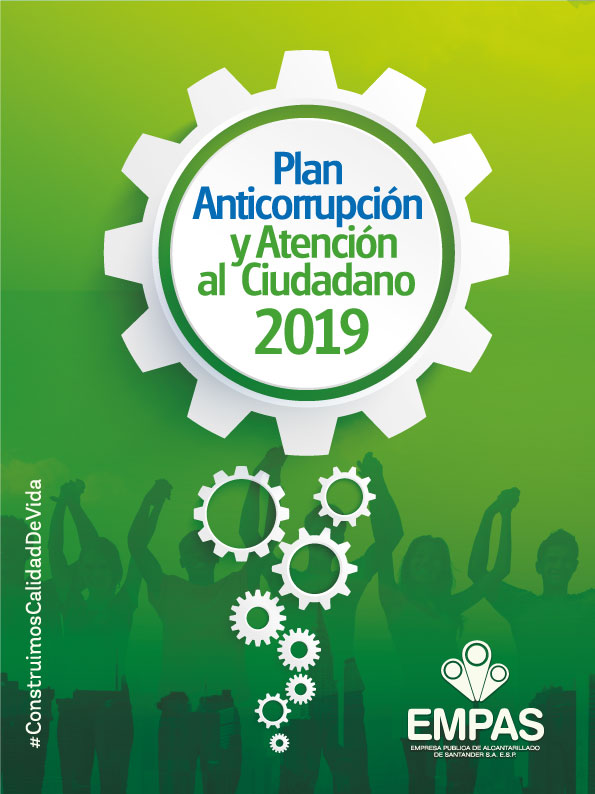 Plan
Anticorrupción
y Atención
al Ciudadano
2019
#ConstruimosCalidadDeVida
EMPAS
EMPRESA PUBLICA DE ALCANTARILLADO
DE SANTANDER S.A. E.S.P.